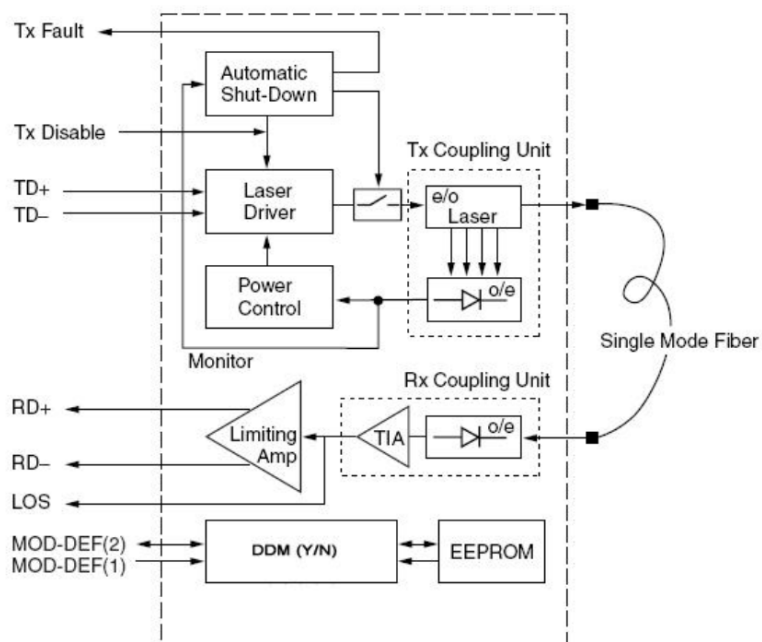 Tx Fault
Automatic
Shut-Down
Tx Disable
Tx Coupling Unit
TD+
TD–
Laser
Driver
e/o
Laser
Power
Control
o/e
Monitor
Single Mode Fiber
Rx Coupling Unit
RD+
RD–
Limiting
Amp
TIA
o/e
LOS
MOD-DEF(2)
MOD-DEF(1)
DDM (Y/N)
EEPROM